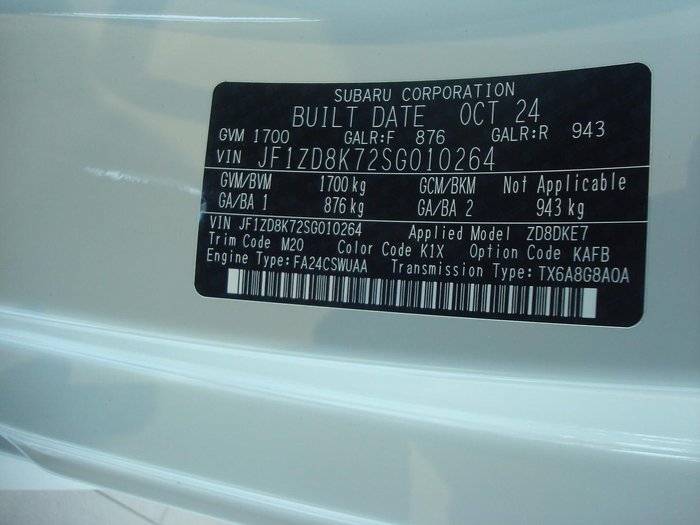 SUBARU CORPORATION
BUILT DATE OCT 24
GVM 1700 GALR:F 876 GALR:R 943
VIN JF1ZD8K72SG010264
GVM/BVM 1700 kg GCM/BKM Not Applicable
GA/BA 1 876 kg GA/BA 2 943 kg
VIN JF1ZD8K72SG010264 Applied Model ZD8DKE7
Trim Code M20 Color Code K1X Option Code KAFB
Engine Type:FA24CSWUAA Transmission Type:TX6A8G8A0A